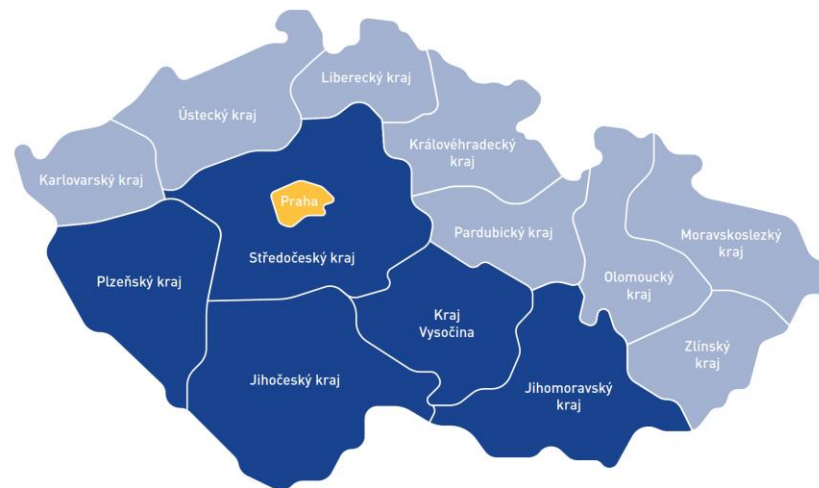 Liberecký kraj
Ústecký kraj
Královéhradecký
kraj
Karlovarský kraj
Praha
Pardubický kraj
Moravskoslezký
kraj
Středočeský kraj
Plzeňský kraj
Olomoucký
kraj
Kraj
Vysočina
Zlínský
kraj
Jihočeský kraj
Jihomoravský
kraj